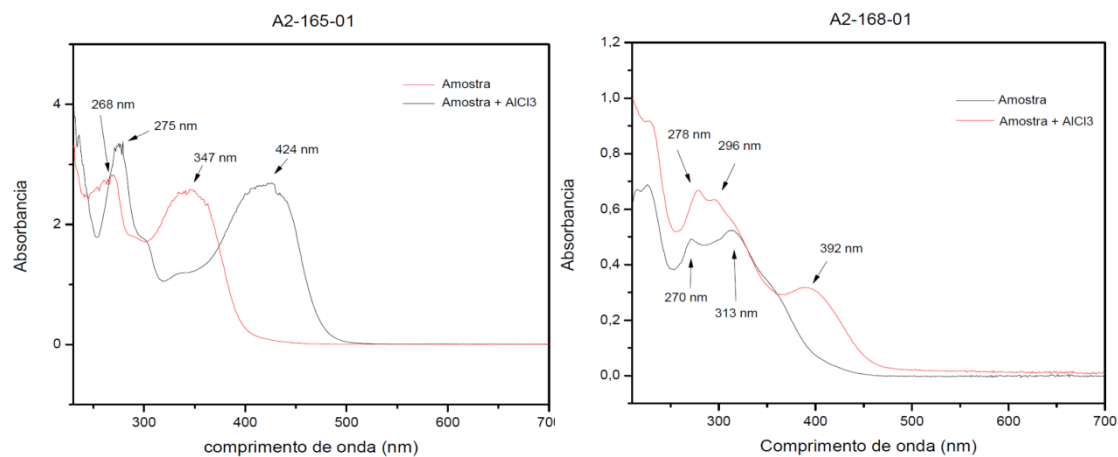 A2-165-01
Absorbancia
4
2
0
300
400
500
600
700
comprimento de onda (nm)
Amostra
Amostra + AlCl3
268 nm
275 nm
347 nm
424 nm
A2-168-01
Absorbância
1,2
1,0
0,8
0,6
0,4
0,2
0,0
300
400
500
600
700
Comprimento de onda (nm)
Amostra
Amostra + AlCl3
278 nm
296 nm
270 nm
313 nm
392 nm